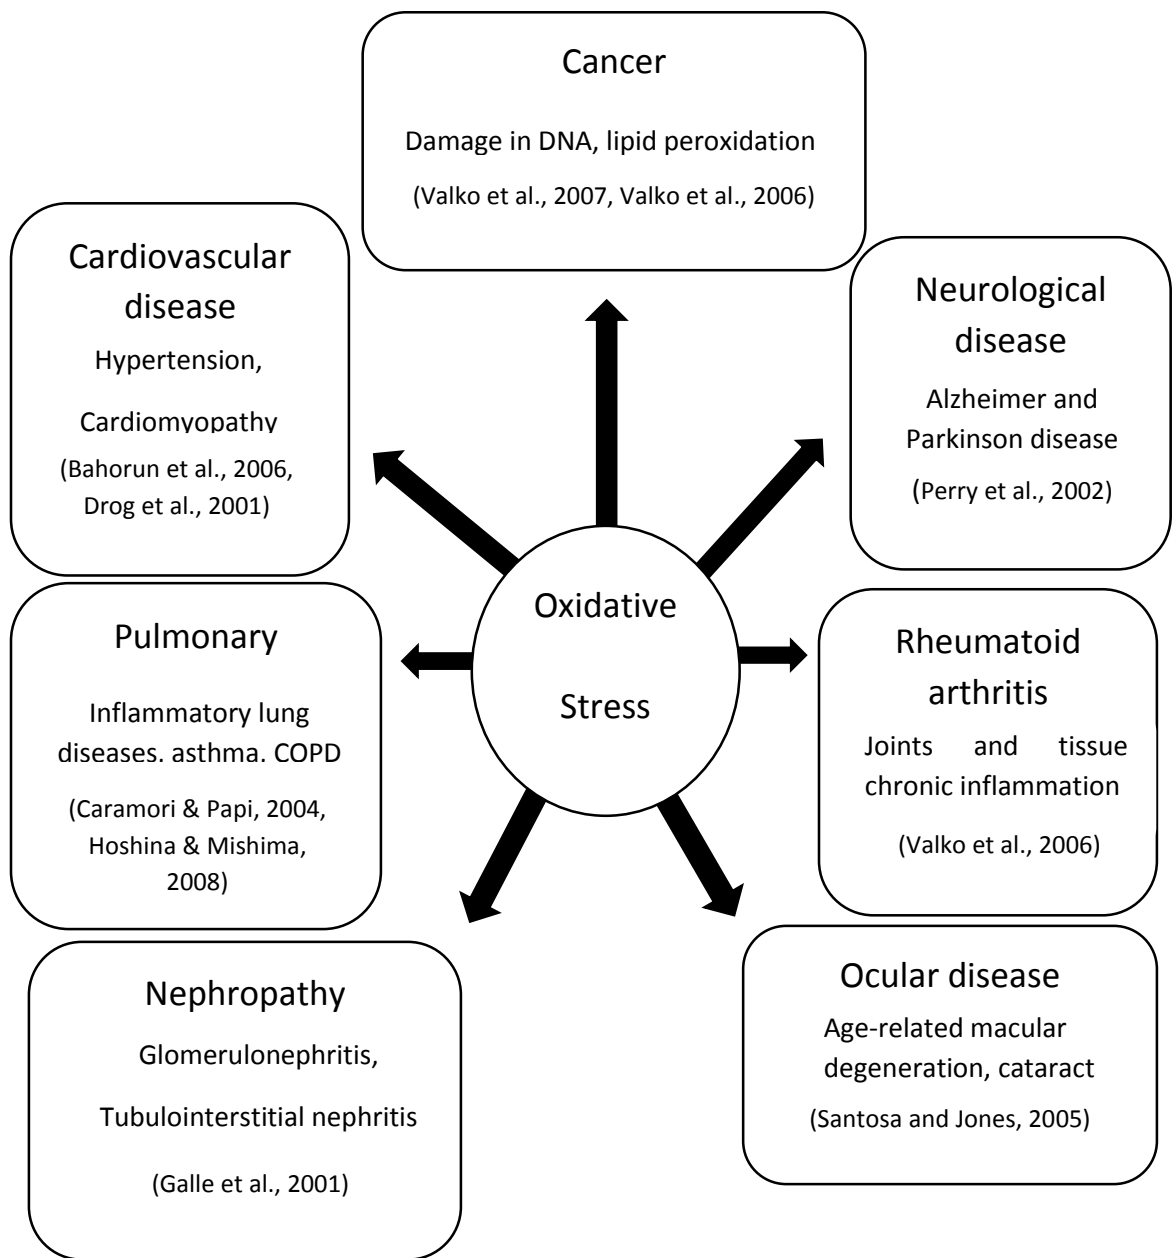 Cancer
Damage in DNA, lipid peroxidation
(Valko et al., 2007, Valko et al., 2006)
Cardiovascular
disease
Hypertension,
Cardiomyopathy
(Bahorun et al., 2006,
Drog et al., 2001)
Neurological
disease
Alzheimer and
Parkinson disease
(Perry et al., 2002)
Oxidative
Stress
Pulmonary
Inflammatory lung
diseases. asthma. COPD
(Caramori & Papi, 2004,
Hoshina & Mishima,
2008)
Rheumatoid
arthritis
Joints and tissue
chronic inflammation
(Valko et al., 2006)
Nephropathy
Glomerulonephritis,
Tubulointerstitial nephritis
(Galle et al., 2001)
Ocular disease
Age-related macular
degeneration, cataract
(Santosa and Jones, 2005)